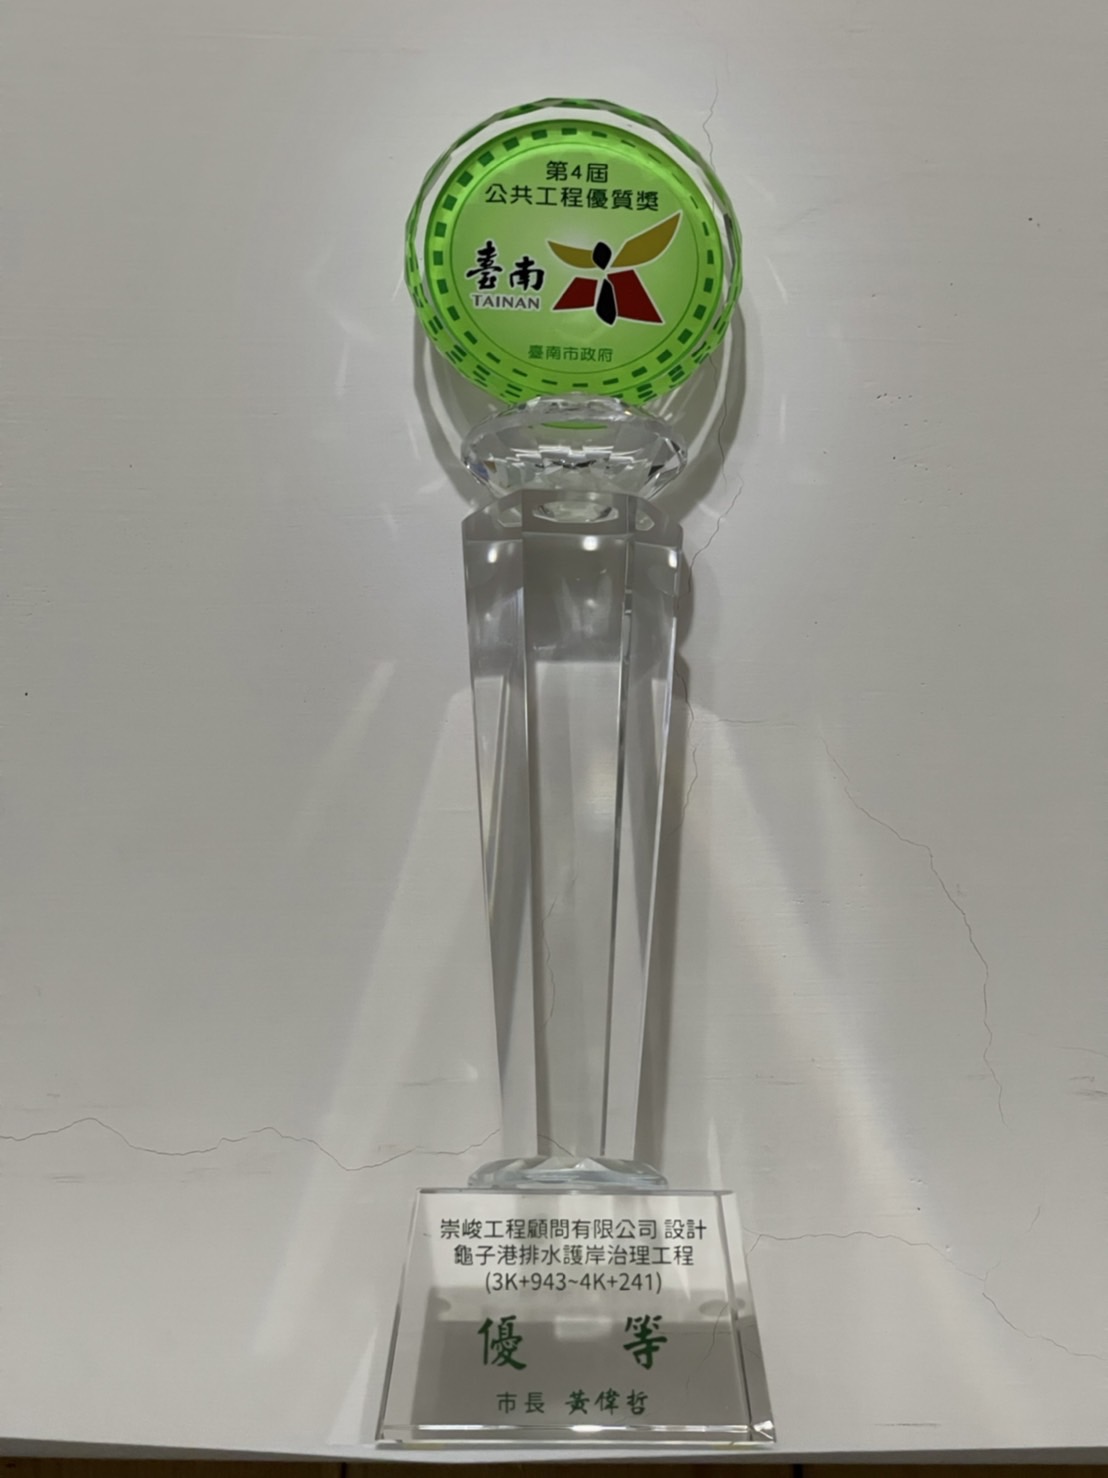 第4屆
公共工程優質獎
臺南
TAINAN
臺南市政府
崇峻工程顧問有限公司 設計
龜子港排水護岸治理工程
(3K+943~4K+241)
優 等
市長 黃偉哲